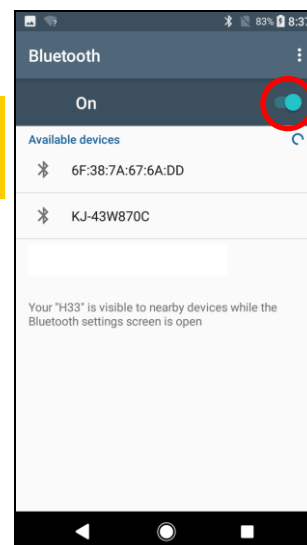 83% 8:37
Bluetooth
On
Available devices
6F:38:7A:67:6A:DD
KJ-43W870C
Your "H33" is visible to nearby devices while the
Bluetooth settings screen is open